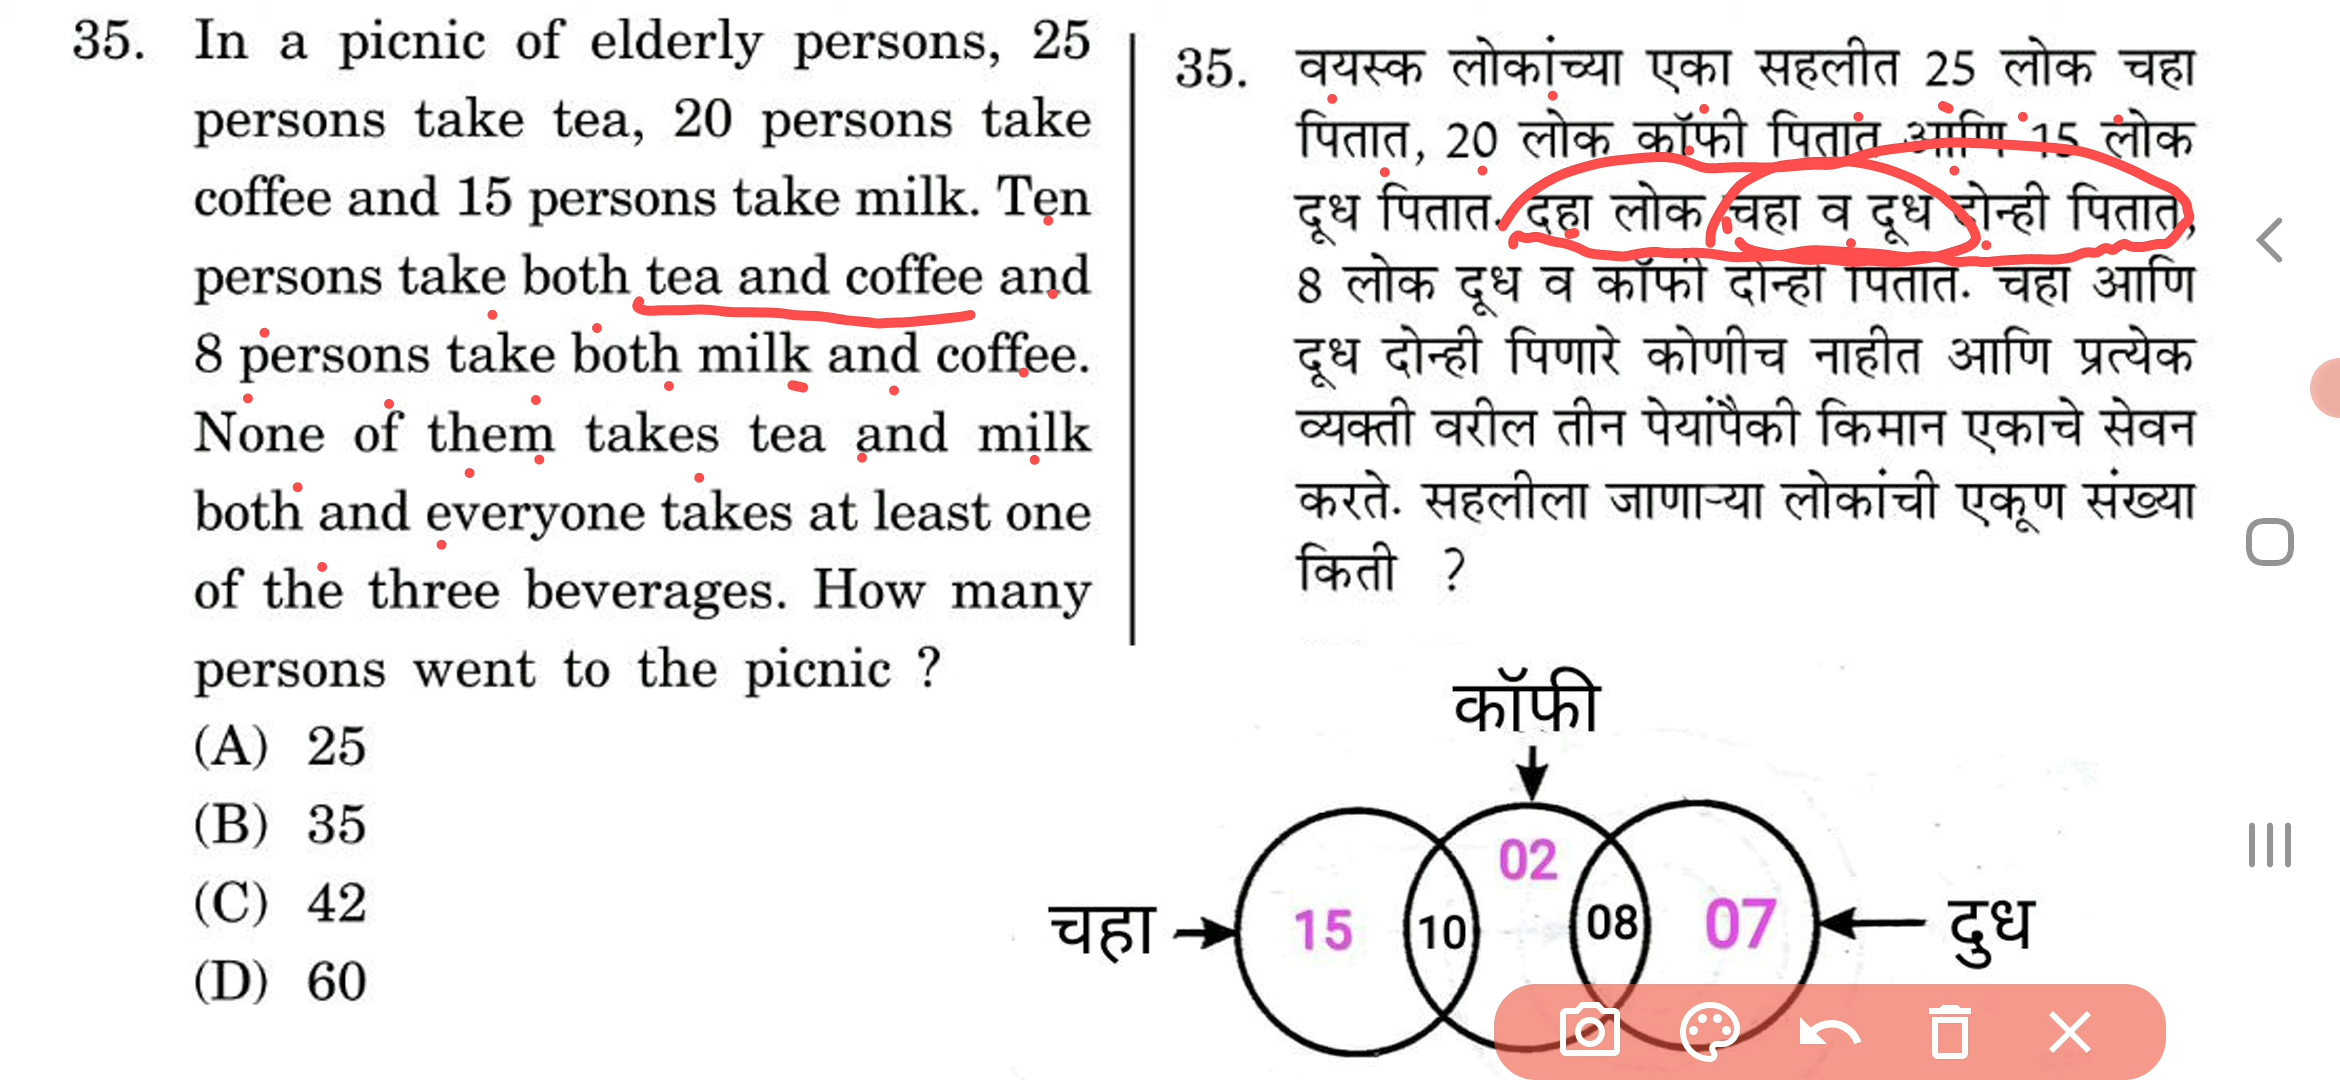 35. In a picnic of elderly persons, 25
persons take tea, 20 persons take
coffee and 15 persons take milk. Ten
persons take both tea and coffee and
8 persons take both milk and coffee.
None of them takes tea and milk
both and everyone takes at least one
of the three beverages. How many
persons went to the picnic ?
(A) 25
(B) 35
(C) 42
(D) 60
35. वयस्क लोकांच्या एका सहलीत 25 लोक चहा
पितात, 20 लोक कॉफी पितात आणि 15 लोक
दूध पितात. दहा लोक चहा व दूध दोन्ही पितात,
8 लोक दूध व कॉफी दोन्ही पितात. चहा आणि
दूध दोन्ही पिणारे कोणीच नाहीत आणि प्रत्येक
व्यक्ती वरील तीन पेयांपैकी किमान एकाचे सेवन
करते. सहलीला जाणाऱ्या लोकांची एकूण संख्या
किती ?
कॉफी
02
चहा 15 10 08 07 दुध